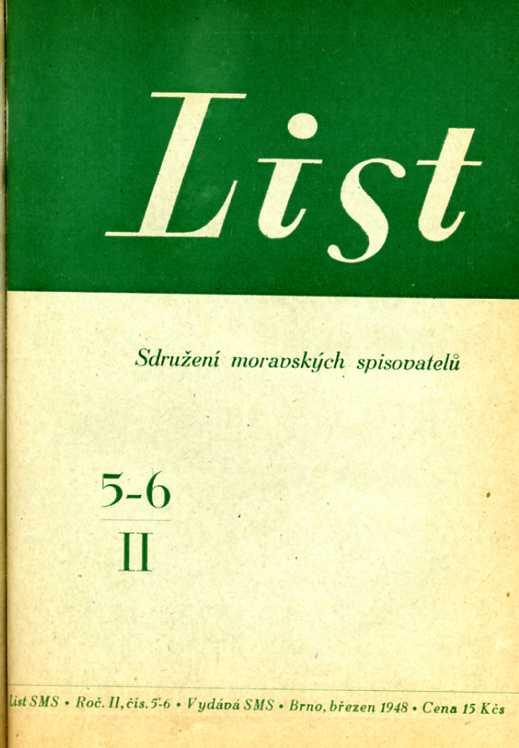 List
Sdružení moravských spisovatelů
5-6
II
List SMS • Roč. II, čís. 5-6 • Vydává SMS • Brno, březen 1948 • Cena 15 Kčs